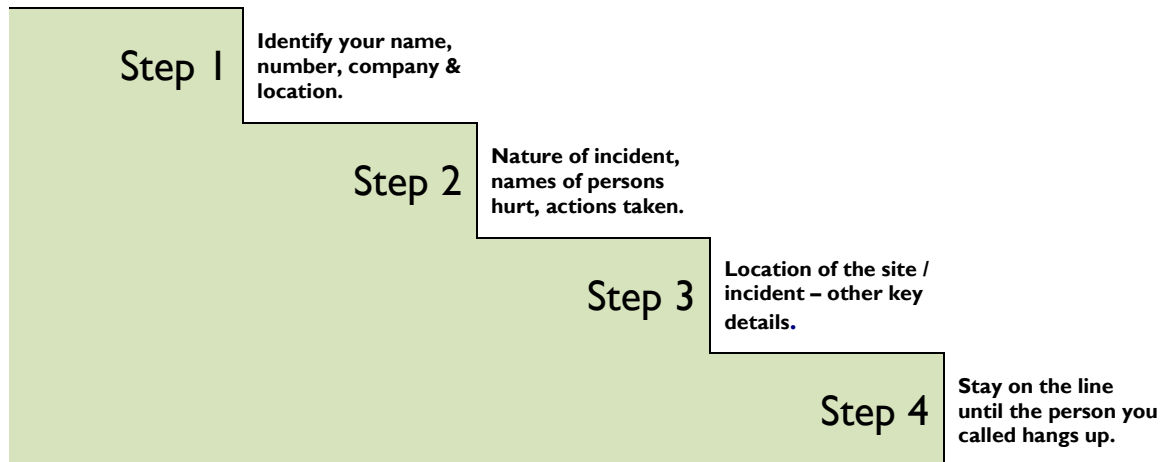 Step 1
Identify your name,
number, company &
location.
Step 2
Nature of incident,
names of persons
hurt, actions taken.
Step 3
Location of the site /
incident – other key
details.
Step 4
Stay on the line
until the person you
called hangs up.